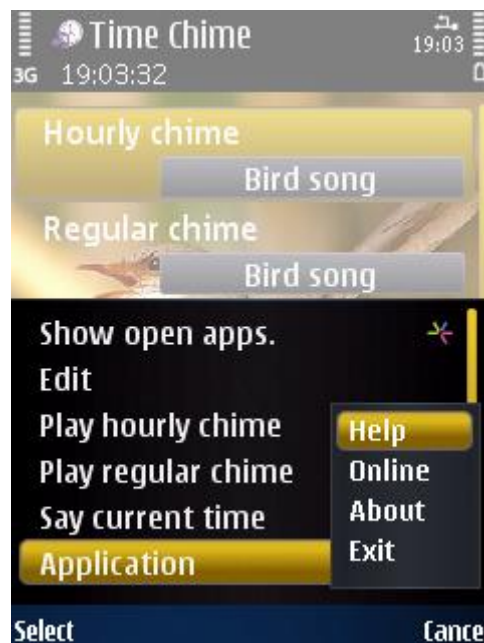 Time Chime
19:03
3G 19:03:32
Hourly chime
Bird song
Regular chime
Bird song
Show open apps.
Edit
Play hourly chime
Play regular chime
Say current time
Application
Help
Online
About
Exit
Select
Cance